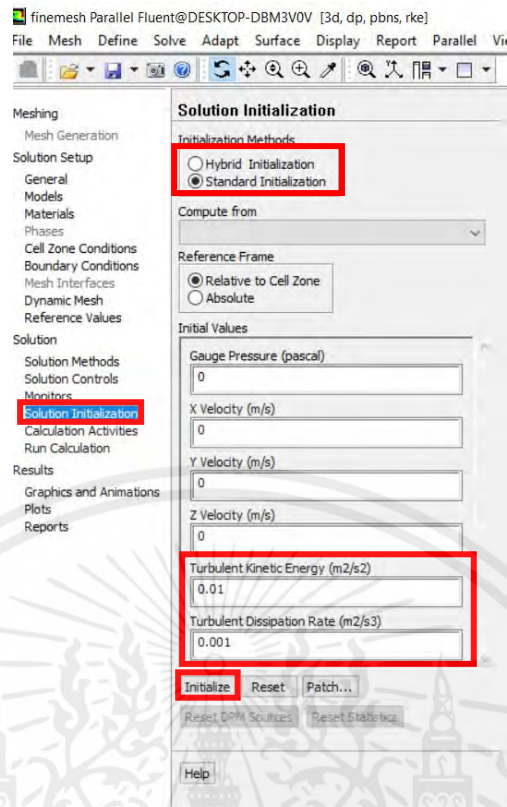 finemesh Parallel Fluent@DESKTOP-DBM3V0V [3d, dp, pbns, rke]
File Mesh Define Solve Adapt Surface Display Report Parallel Vi
Meshing
Mesh Generation
Solution Setup
General
Models
Materials
Phases
Cell Zone Conditions
Boundary Conditions
Mesh Interfaces
Dynamic Mesh
Reference Values
Solution
Solution Methods
Solution Controls
Monitors
Solution Initialization
Calculation Activities
Run Calculation
Results
Graphics and Animations
Plots
Reports
Solution Initialization
Initialization Methods
Hybrid Initialization
Standard Initialization
Compute from
Reference Frame
Relative to Cell Zone
Absolute
Initial Values
Gauge Pressure (pascal)
0
X Velocity (m/s)
0
Y Velocity (m/s)
0
Z Velocity (m/s)
0
Turbulent Kinetic Energy (m2/s2)
0.01
Turbulent Dissipation Rate (m2/s3)
0.001
Initialize Reset Patch...
Reset DPM Sources Reset Statistics
Help